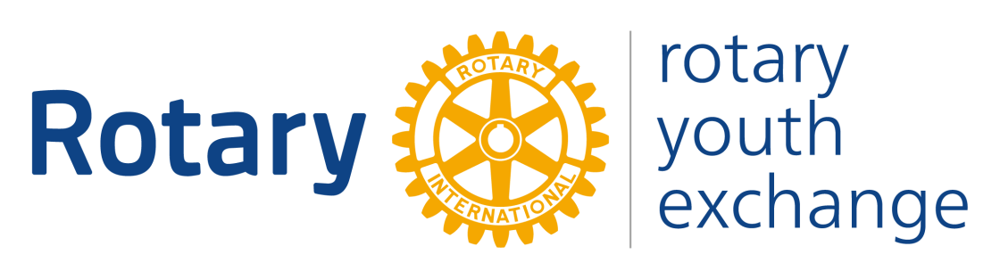 Rotary
ROTARY
INTERNATIONAL
rotary
youth
exchange